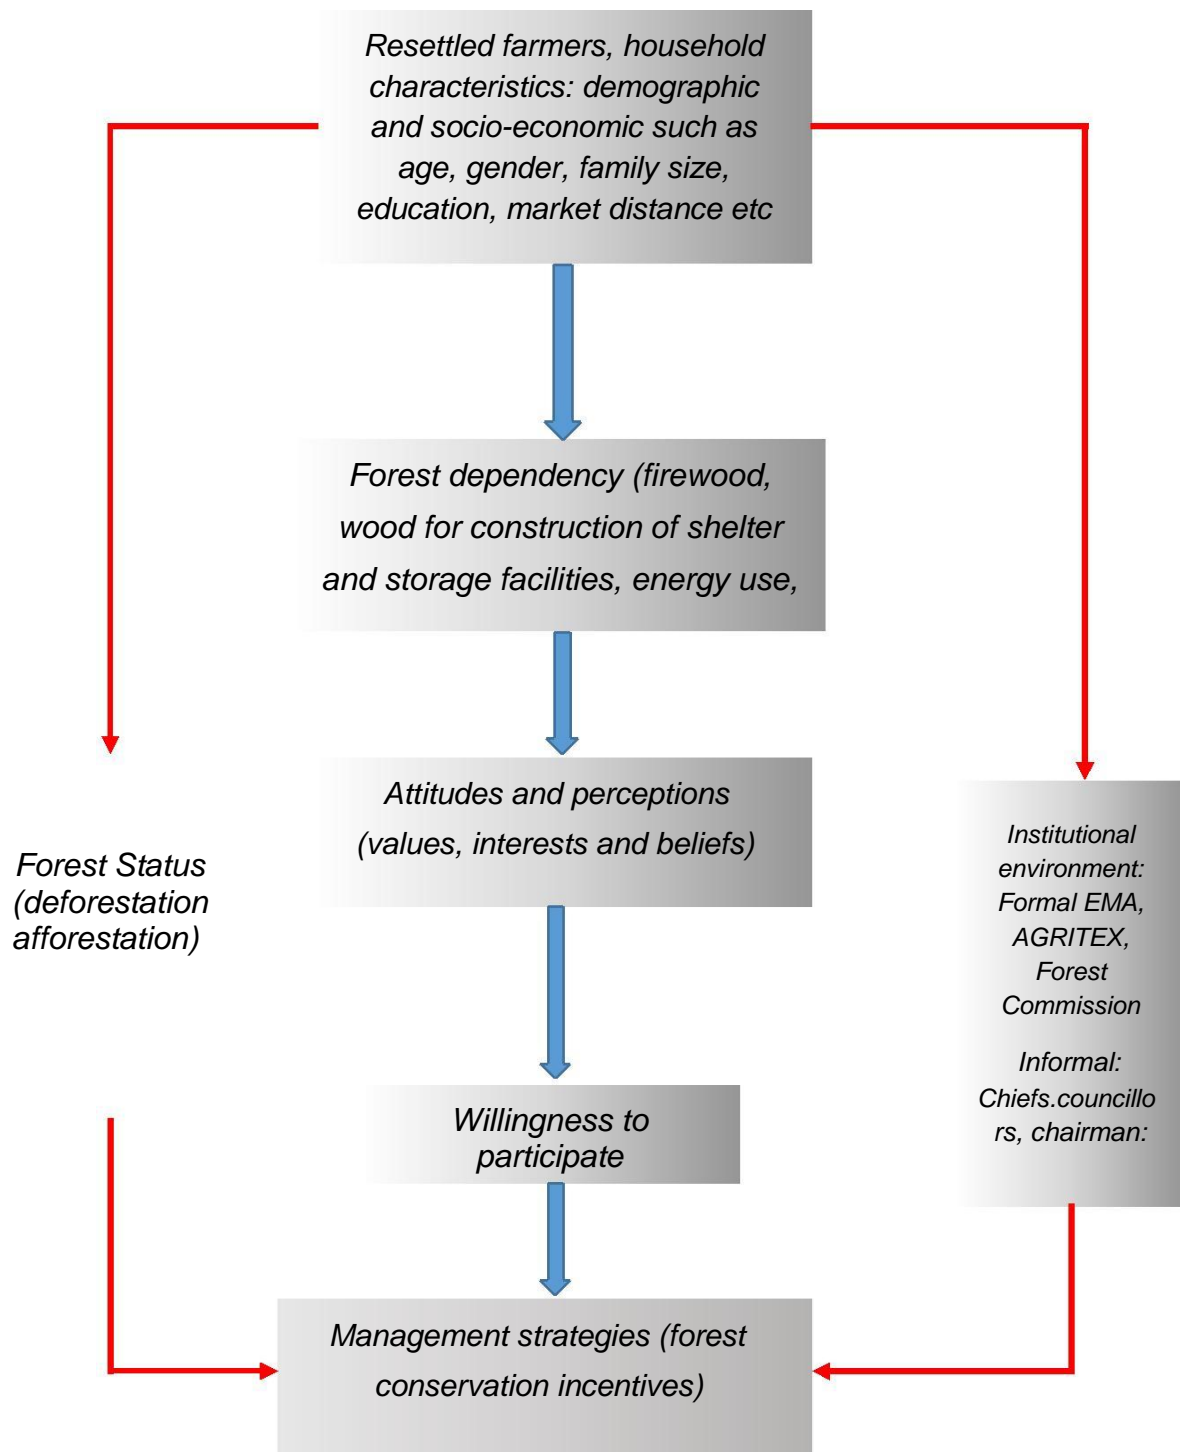 Resettled farmers, household
characteristics: demographic
and socio-economic such as
age, gender, family size,
education, market distance etc
Forest dependency (firewood,
wood for construction of shelter
and storage facilities, energy use,
Attitudes and perceptions
(values, interests and beliefs)
Forest Status
(deforestation
afforestation)
Institutional
environment:
Formal EMA,
AGRITEX,
Forest
Commission
Informal:
Chiefs.councillo
rs, chairman:
Willingness to
participate
Management strategies (forest
conservation incentives)